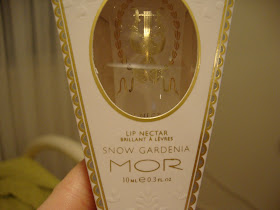 LIP NECTAR
BRILLANT À LÈVRES
SNOW GARDENIA
MOR
10 ML ℮ 0.3 FL.OZ